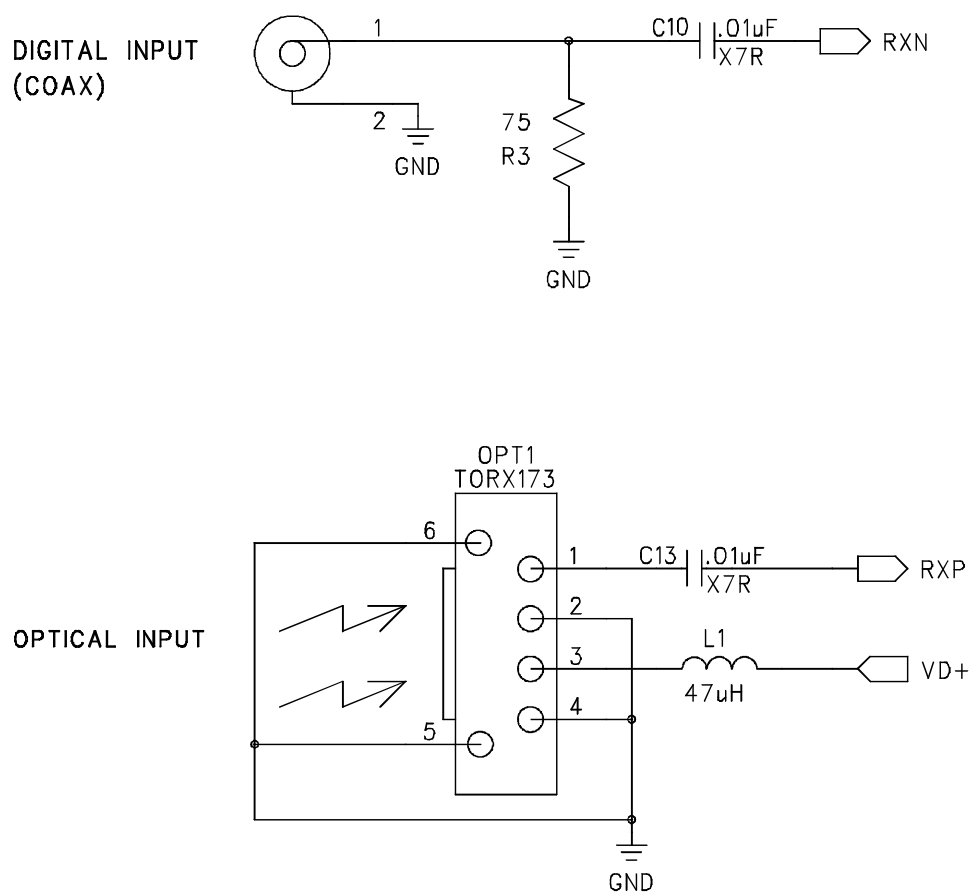 DIGITAL INPUT
(COAX)
1
2
GND
75
R3
GND
C10
.01uF
X7R
RXN
OPT1
TORX173
6
1
C13
.01uF
X7R
RXP
2
OPTICAL INPUT
3
L1
47uH
VD+
4
5
GND